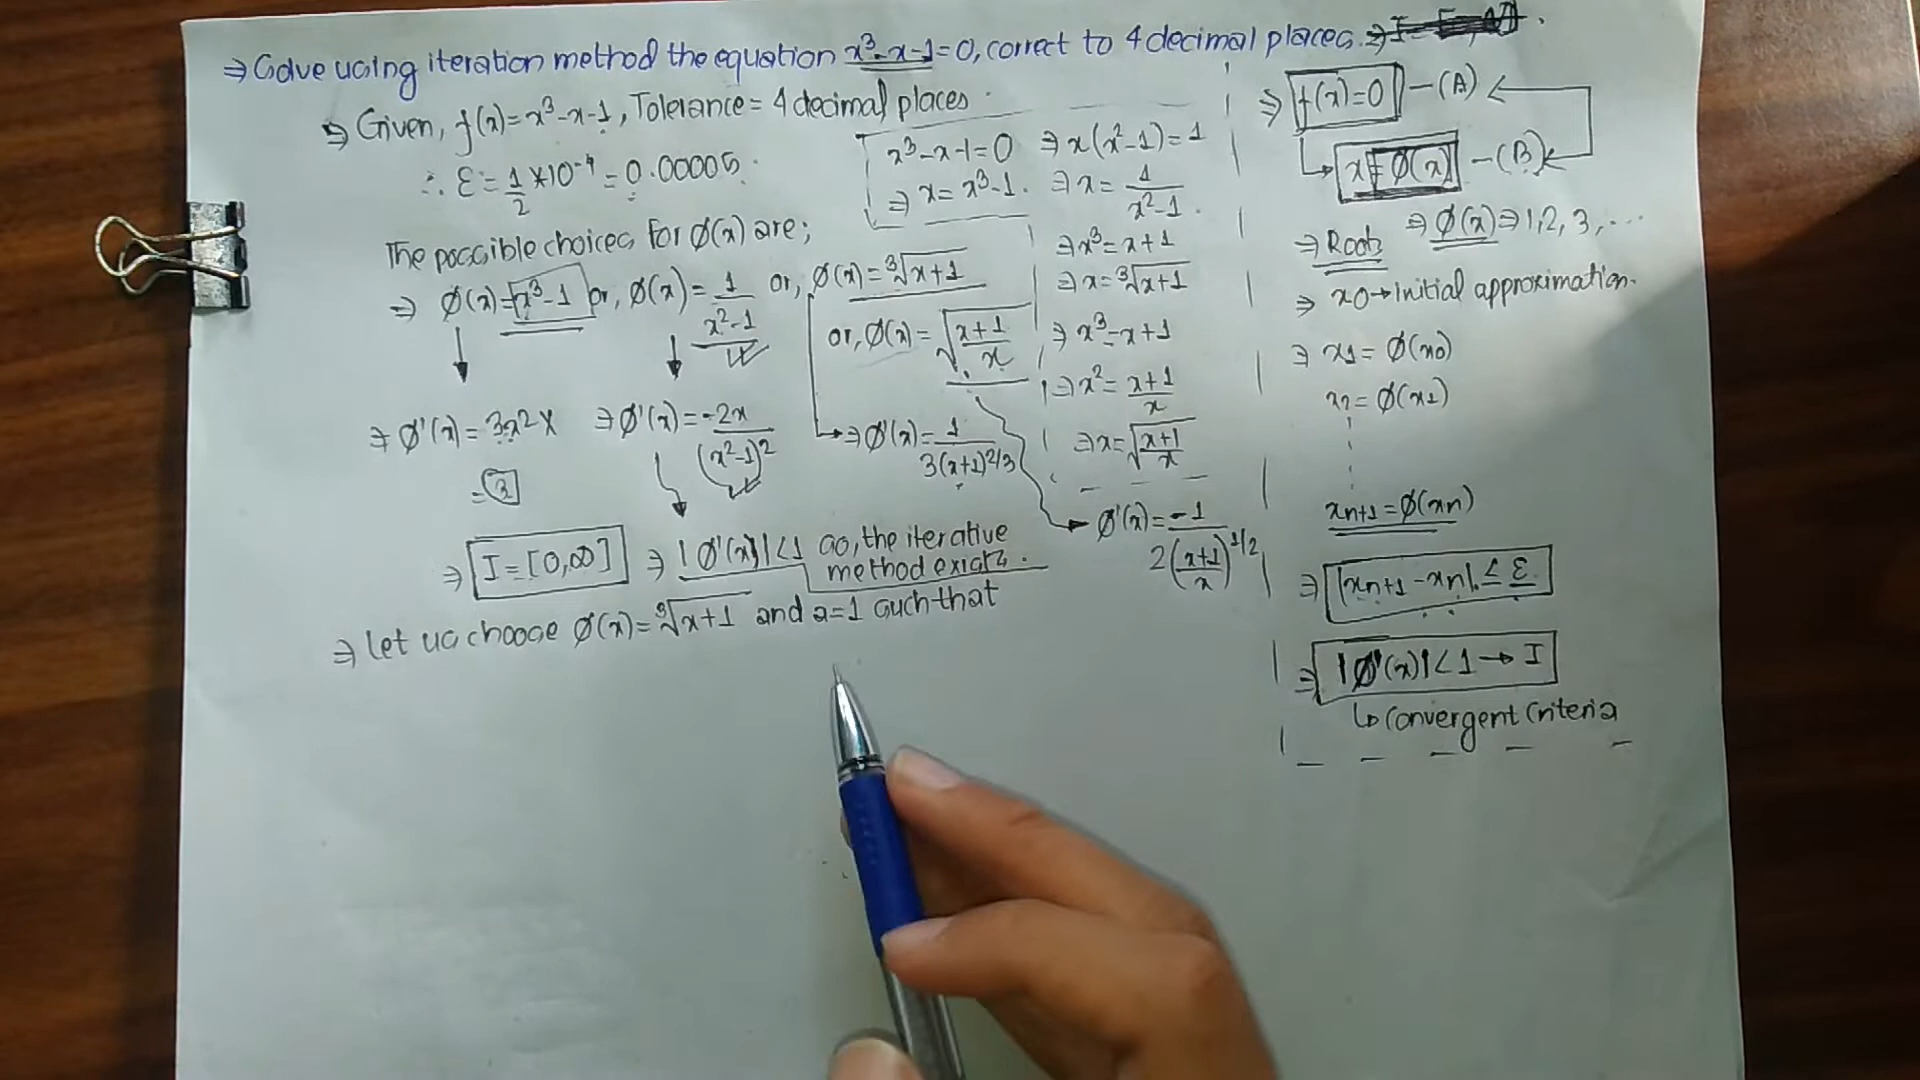 ⇒ Solve using iteration method the equation x³-x-1=0, correct to 4 decimal places.
⇒ Given, f(x)=x³-x-1, Tolerance= 4 decimal places
∴ ε = 1/2 × 10⁻⁴ = 0.00005
The possible choices for ø(x) are;
⇒ ø(x)=x³-1 or, ø(x)= 1/(x²-1) or, ø(x)=³√(x+1)
or, ø(x)=√((x+1)/x)
⇒ ø'(x)=3x² x
=3
⇒ ø'(x)=-2x/(x²-1)²
⇒ ø'(x)=1/(3(x+1)^2/3)
ø'(x)=-1/(2((x+1)/x)^1/2)
⇒ I=[0,∞] ⇒ |ø'(x)|<1 so, the iterative
method exists.
⇒ let us choose ø(x)=³√(x+1) and a=1 such that
x³-x-1=0
⇒ x=x³-1.
⇒ x(x²-1)=1
⇒ x= 1/(x²-1).
⇒ x³=x+1
⇒ x=³√(x+1)
⇒ x³-x+1
⇒ x²= (x+1)/x
⇒ x=√((x+1)/x)
⇒ f(x)=0 -(A)
x=ø(x) -(B)
⇒ Roots ⇒ ø(x)⇒1,2,3,...
⇒ x0→initial approximation.
⇒ x1= ø(x0)
x2=ø(x1)
xn+1=ø(xn)
⇒ |xn+1-xn|≤ε
⇒ |ø'(x)|<1→I
↳ Convergent Criteria